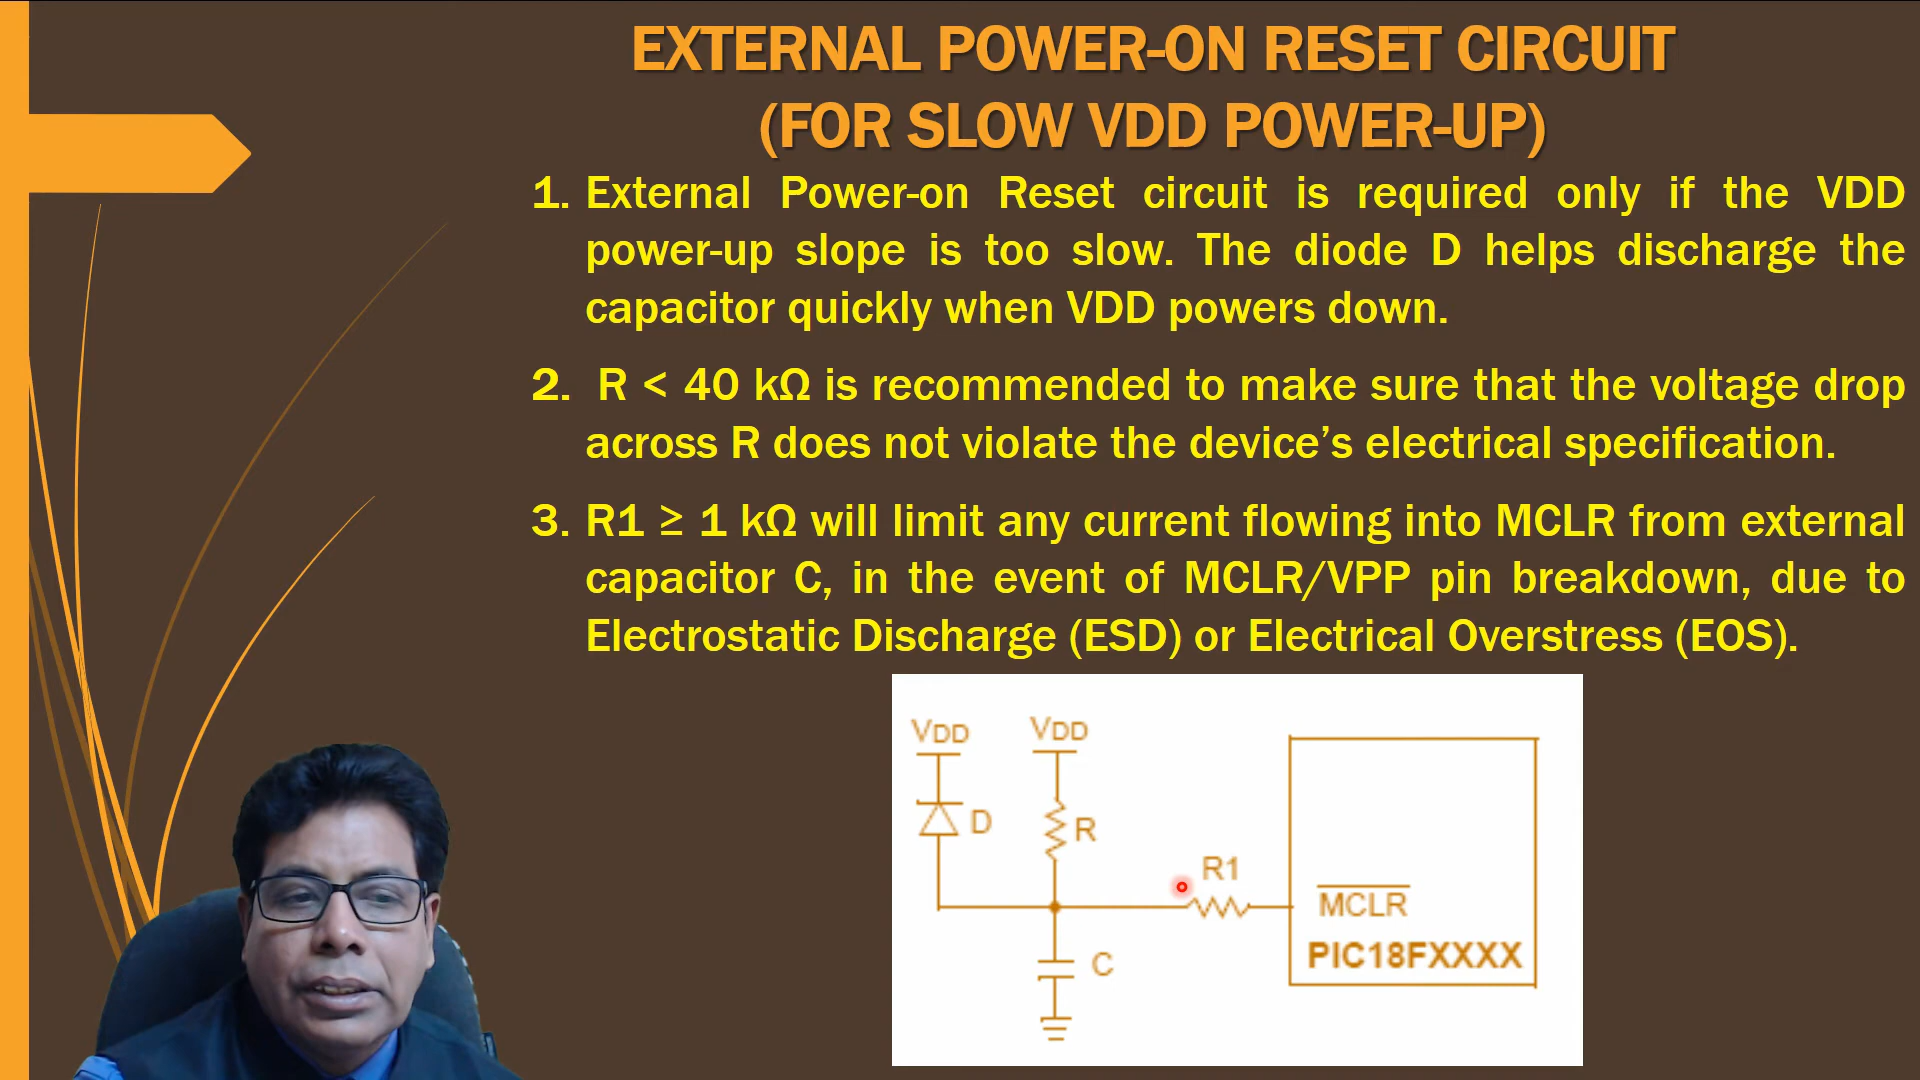 EXTERNAL POWER-ON RESET CIRCUIT
(FOR SLOW VDD POWER-UP)
1. External Power-on Reset circuit is required only if the VDD
power-up slope is too slow. The diode D helps discharge the
capacitor quickly when VDD powers down.
2. R < 40 kΩ is recommended to make sure that the voltage drop
across R does not violate the device’s electrical specification.
3. R1 ≥ 1 kΩ will limit any current flowing into MCLR from external
capacitor C, in the event of MCLR/VPP pin breakdown, due to
Electrostatic Discharge (ESD) or Electrical Overstress (EOS).
VDD VDD
D
R
R1
MCLR
PIC18FXXXX
C